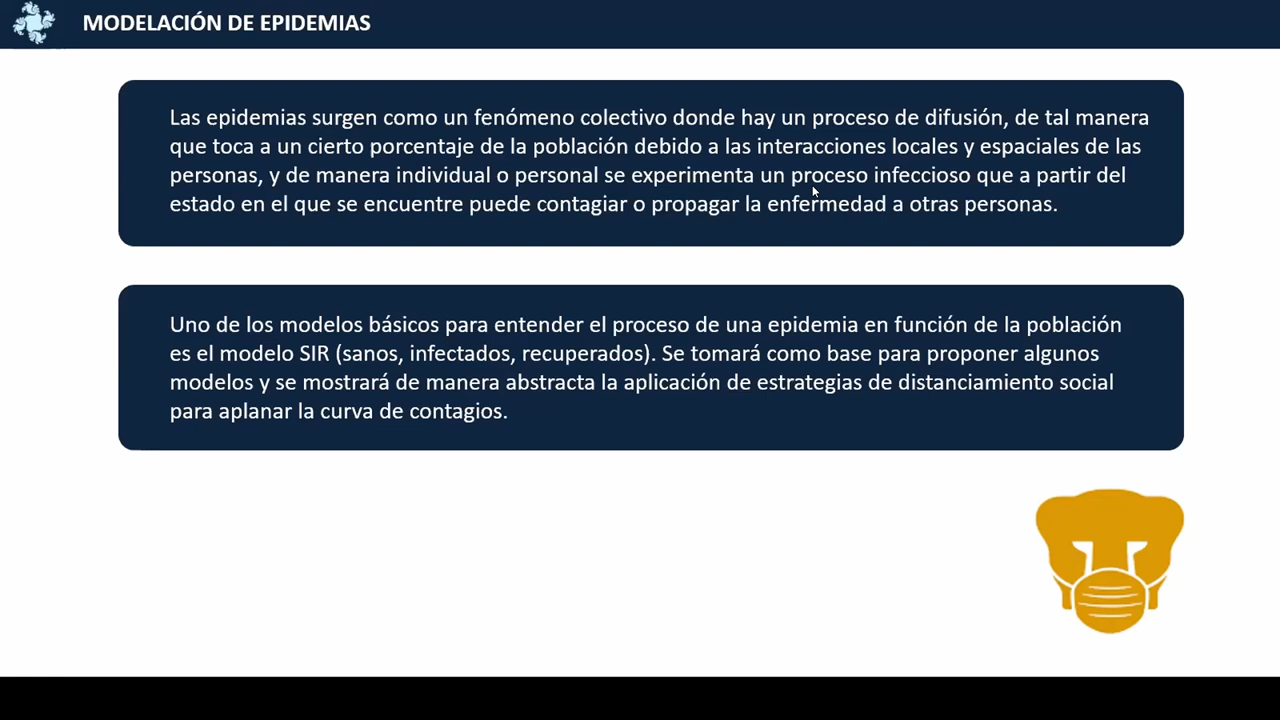 MODELACIÓN DE EPIDEMIAS
Las epidemias surgen como un fenómeno colectivo donde hay un proceso de difusión, de tal manera
que toca a un cierto porcentaje de la población debido a las interacciones locales y espaciales de las
personas, y de manera individual o personal se experimenta un proceso infeccioso que a partir del
estado en el que se encuentre puede contagiar o propagar la enfermedad a otras personas.
Uno de los modelos básicos para entender el proceso de una epidemia en función de la población
es el modelo SIR (sanos, infectados, recuperados). Se tomará como base para proponer algunos
modelos y se mostrará de manera abstracta la aplicación de estrategias de distanciamiento social
para aplanar la curva de contagios.